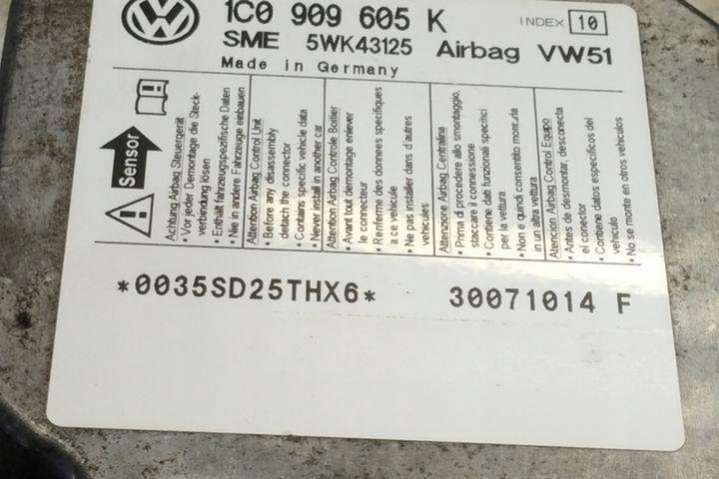 1C0 909 605 K
INDEX 10
SME 5WK43125 Airbag VW51
Made in Germany
Sensor
Achtung Airbag Steuergerät
• Vor jeder Demontage die Steck-
verbindung lösen
• Enthält fahrzeugspezifische Daten
• Nie in andere Fahrzeuge einbauen
Attention Airbag Control Unit
• Before any disassembly
detach the connector
• Contains specific vehicle data
• Never install in another car
Attention Airbag Controle Boitier
• Avant tout demontage enlever
le connecteur
• Renferme des donnees specifiques
a ce véhicule
• Ne pas installer dans d'autres
vehicules
Attenzione Airbag Centralina
• Prima di procedere allo smontaggio,
staccare il connessione
• Contiene dati funzionali specifici
per la vettura
• Non e quindi consentito montarla
in un altra vettura
Atencion Airbag Control Equipo
• Antes de desmontar, desconecta
el conector
• Contiene datos especificos del
vehiculo
• No se monte en otros vehiculos
*0035SD25THX6* 30071014 F